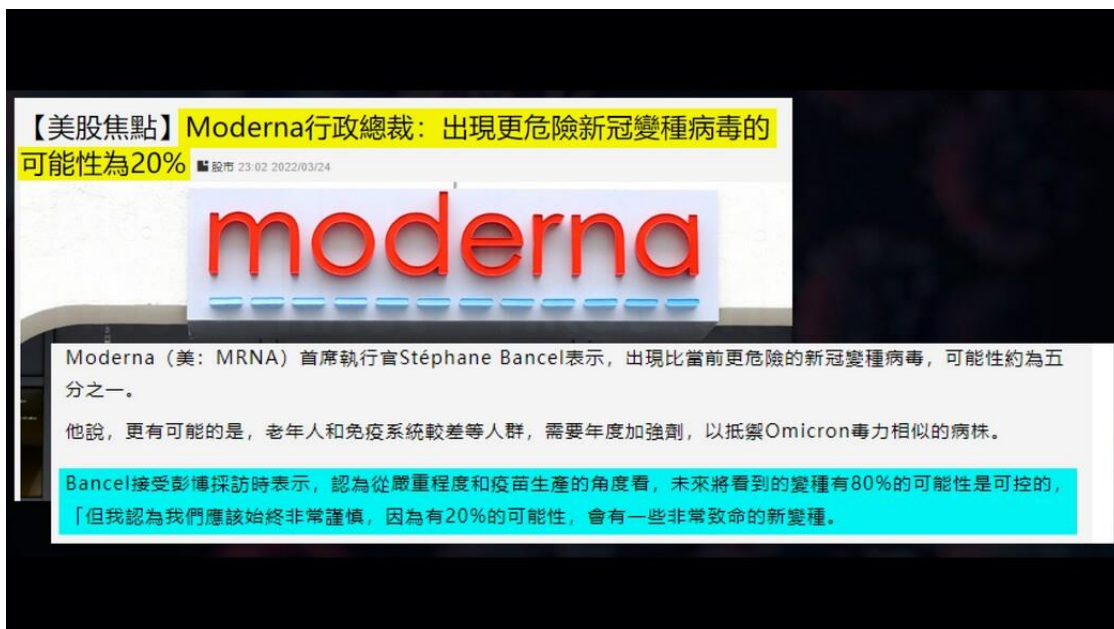 【美股焦點】Moderna行政總裁：出現更危險新冠變種病毒的
可能性為20% 股市 23:02 2022/03/24
moderna
Moderna（美：MRNA）首席執行官Stéphane Bancel表示，出現比當前更危險的新冠變種病毒，可能性約為五
分之一。
他說，更有可能的是，老年人和免疫系統較差等人群，需要年度加強劑，以抵禦Omicron毒力相似的病株。
Bancel接受彭博採訪時表示，認為從嚴重程度和疫苗生產的角度看，未來將看到的變種有80%的可能性是可控的，
「但我認為我們應該始終非常謹慎，因為有20%的可能性，會有一些非常致命的新變種。